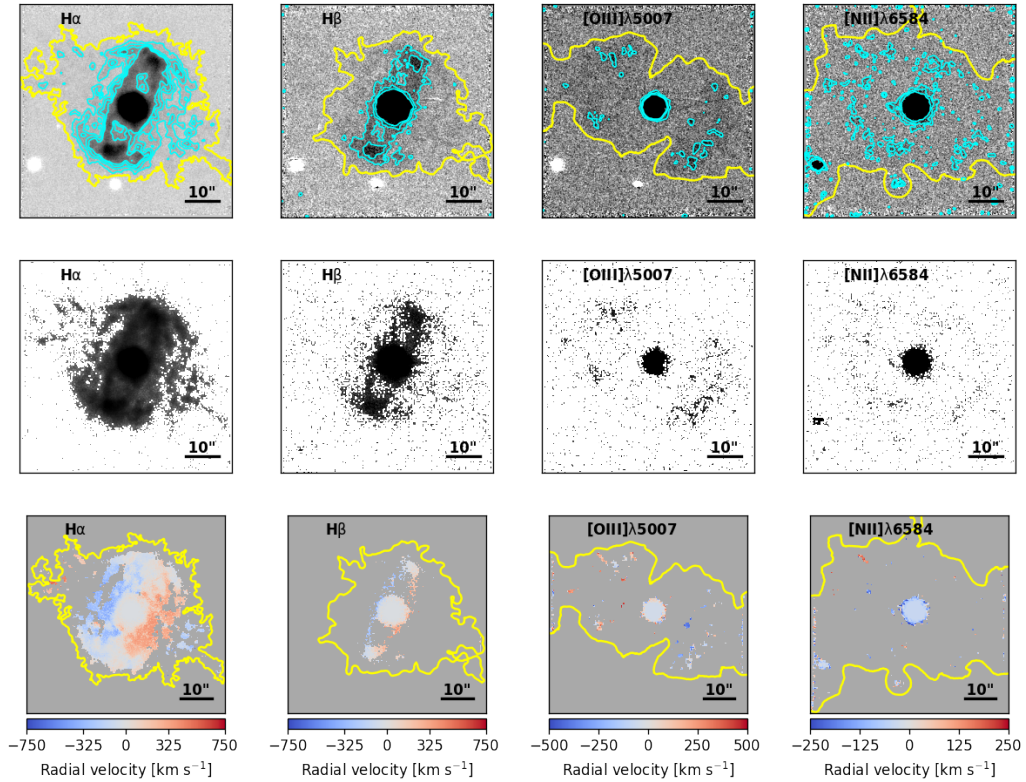 Hα
Hβ
[OIII]λ5007
[NII]λ6584
10"
10"
10"
10"
Hα
Hβ
[OIII]λ5007
[NII]λ6584
10"
10"
10"
10"
Hα
Hβ
[OIII]λ5007
[NII]λ6584
10"
10"
10"
10"
−750 −325 0 325 750
−750 −325 0 325 750
−500 −250 0 250 500
−250 −125 0 125 250
Radial velocity [km s⁻¹]
Radial velocity [km s⁻¹]
Radial velocity [km s⁻¹]
Radial velocity [km s⁻¹]